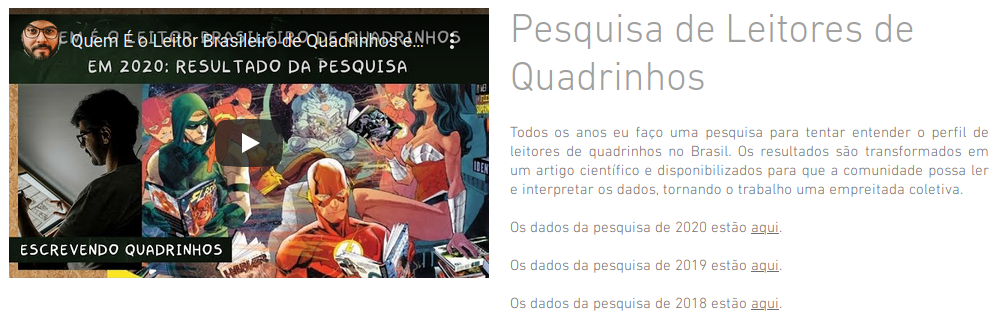 Quem É o Leitor Brasileiro de Quadrinhos e...
EM É O LEITOR BRASILEIRO DE QUADRINHOS
EM 2020: RESULTADO DA PESQUISA
ESCREVENDO QUADRINHOS
Pesquisa de Leitores de
Quadrinhos
Todos os anos eu faço uma pesquisa para tentar entender o perfil de
leitores de quadrinhos no Brasil. Os resultados são transformados em
um artigo científico e disponibilizados para que a comunidade possa ler
e interpretar os dados, tornando o trabalho uma empreitada coletiva.
Os dados da pesquisa de 2020 estão aqui.
Os dados da pesquisa de 2019 estão aqui.
Os dados da pesquisa de 2018 estão aqui.